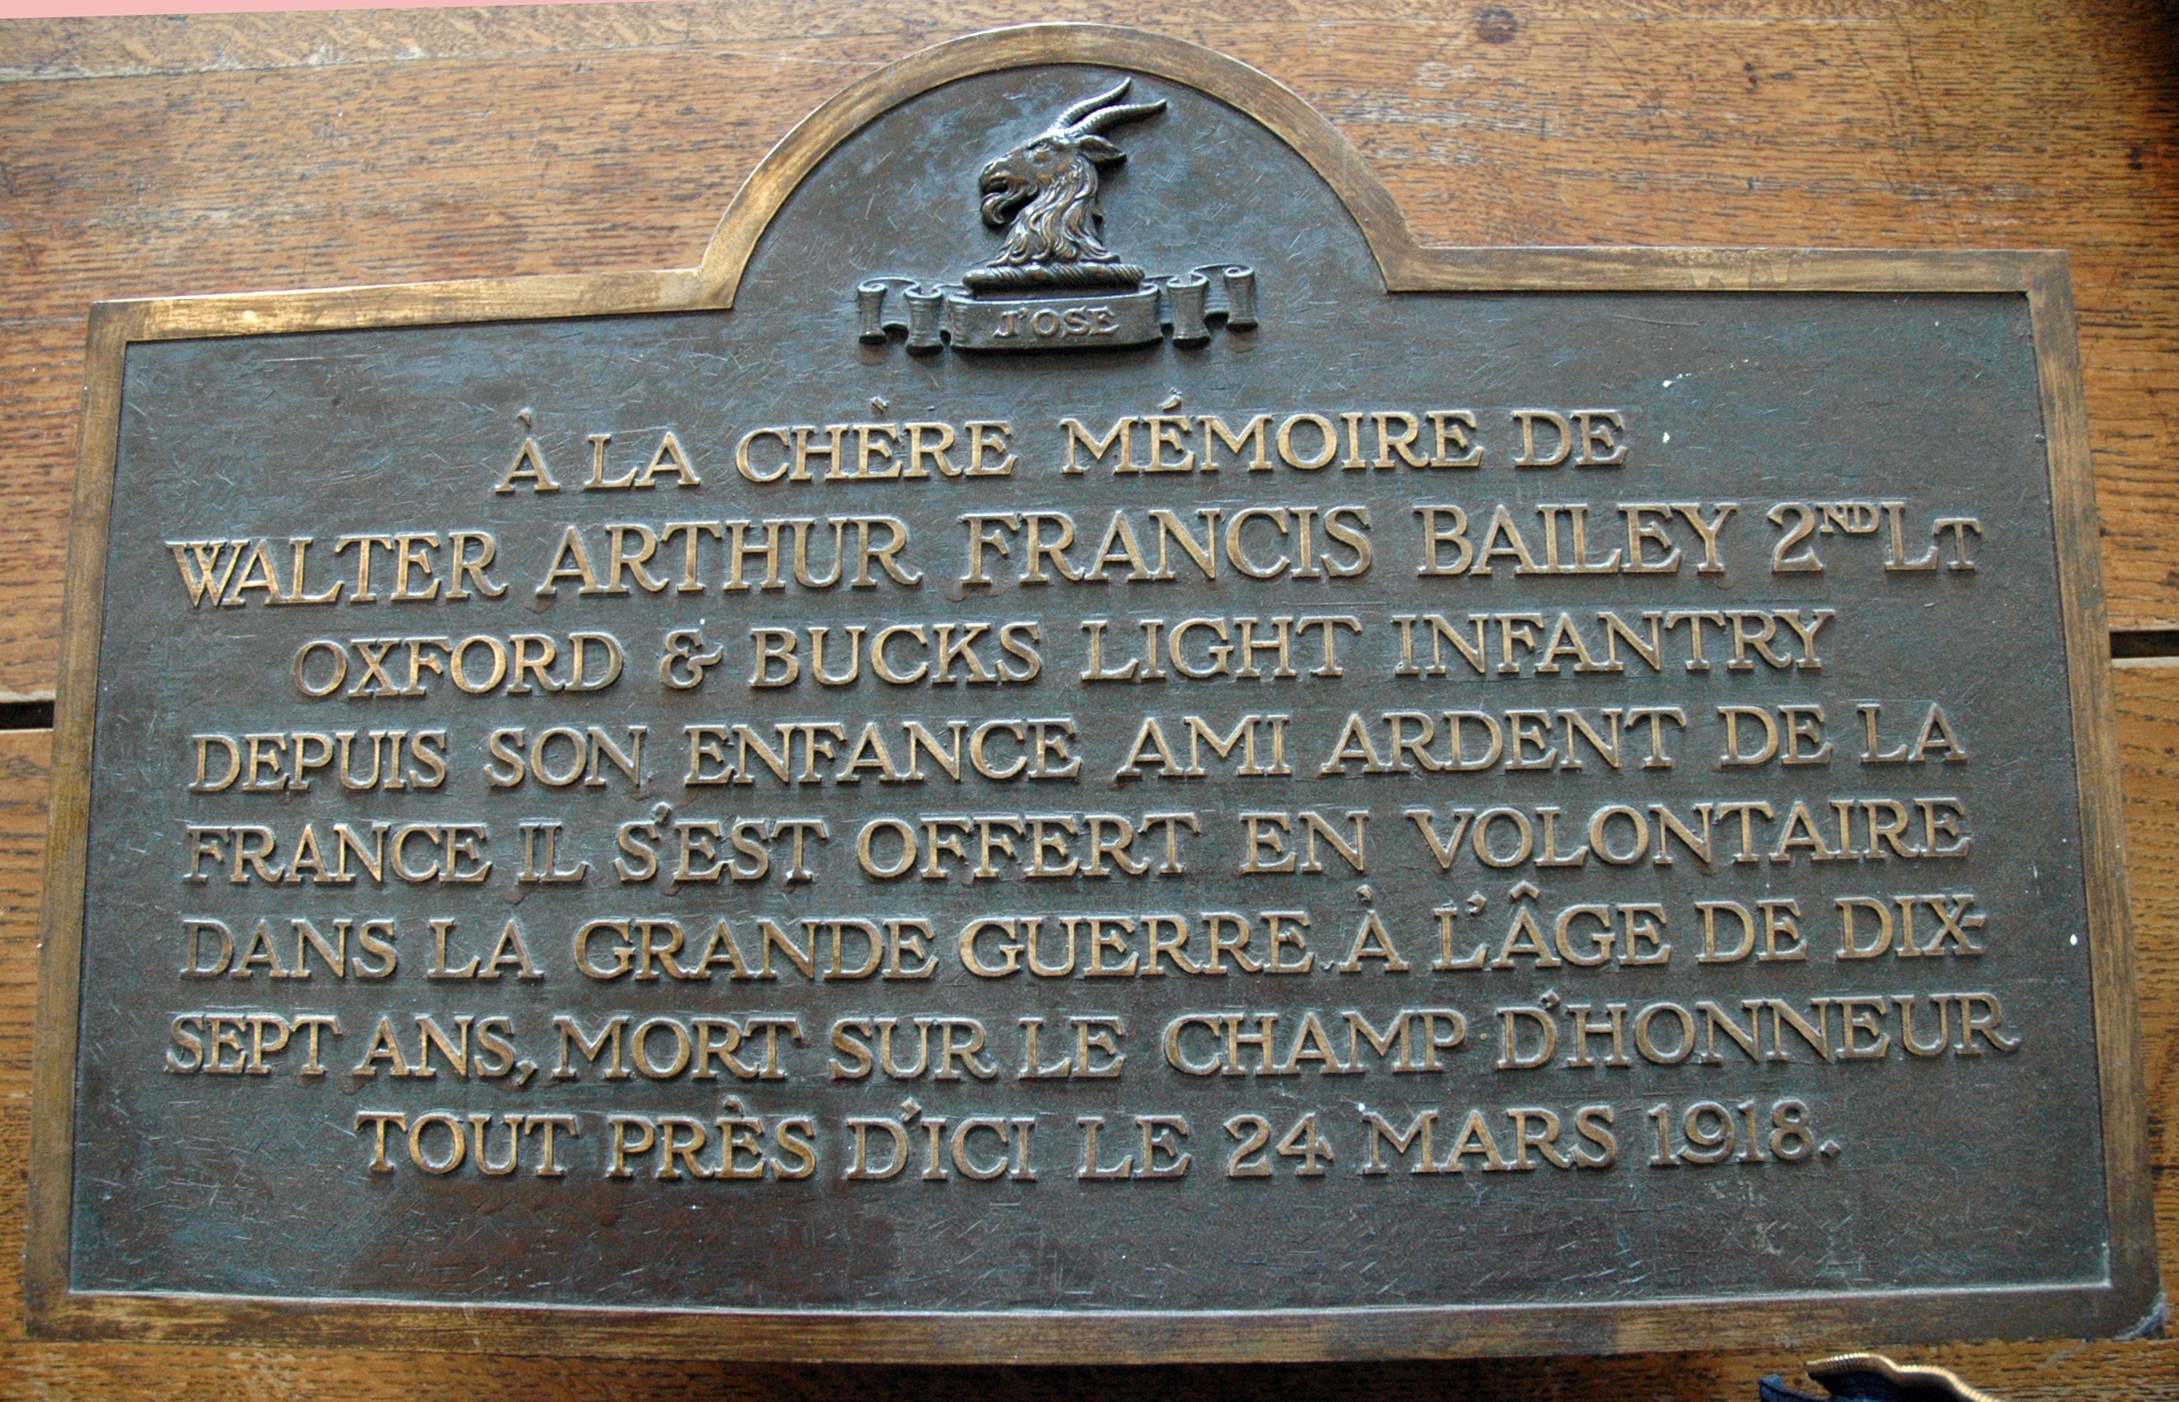 J'OSE
À LA CHÈRE MÉMOIRE DE
WALTER ARTHUR FRANCIS BAILEY 2ND LT
OXFORD & BUCKS LIGHT INFANTRY
DEPUIS SON ENFANCE AMI ARDENT DE LA
FRANCE IL S'EST OFFERT EN VOLONTAIRE
DANS LA GRANDE GUERRE À L'ÂGE DE DIX-
SEPT ANS, MORT SUR LE CHAMP D'HONNEUR
TOUT PRÈS D'ICI LE 24 MARS 1918.